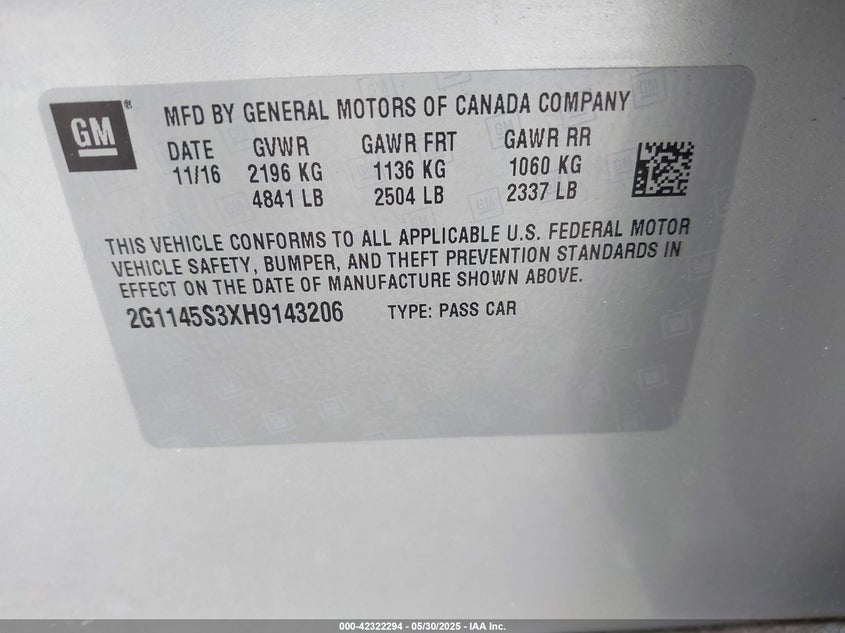 GM®
MFD BY GENERAL MOTORS OF CANADA COMPANY
DATE GVWR GAWR FRT GAWR RR
11/16 2196 KG 1136 KG 1060 KG
4841 LB 2504 LB 2337 LB
THIS VEHICLE CONFORMS TO ALL APPLICABLE U.S. FEDERAL MOTOR
VEHICLE SAFETY, BUMPER, AND THEFT PREVENTION STANDARDS IN
EFFECT ON THE DATE OF MANUFACTURE SHOWN ABOVE.
2G1145S3XH9143206 TYPE: PASS CAR
000-42322294 - 05/30/2025 - IAA Inc.